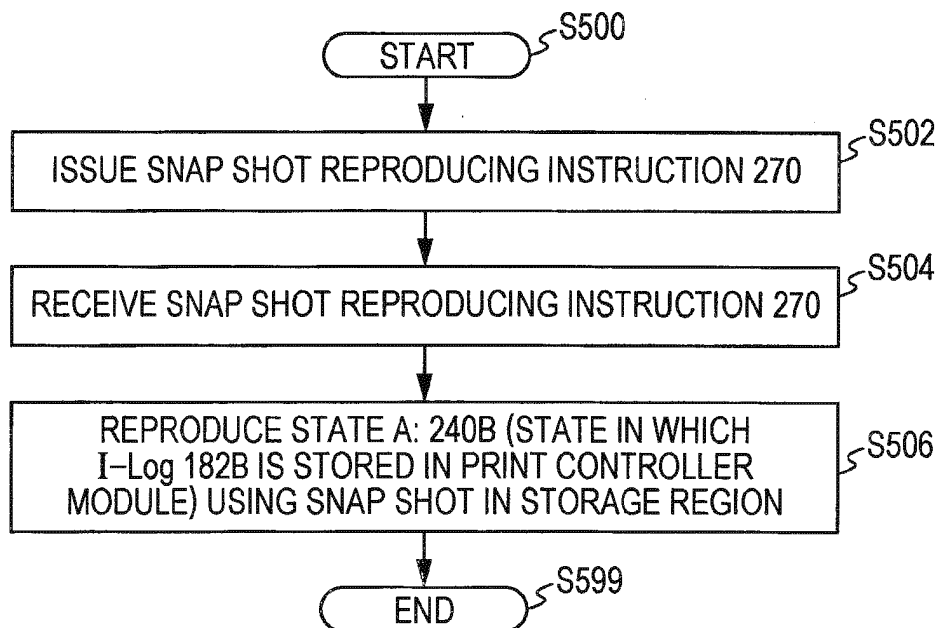 START
S500
ISSUE SNAP SHOT REPRODUCING INSTRUCTION 270
S502
RECEIVE SNAP SHOT REPRODUCING INSTRUCTION 270
S504
REPRODUCE STATE A: 240B (STATE IN WHICH
I-Log 182B IS STORED IN PRINT CONTROLLER
MODULE) USING SNAP SHOT IN STORAGE REGION
S506
END
S599